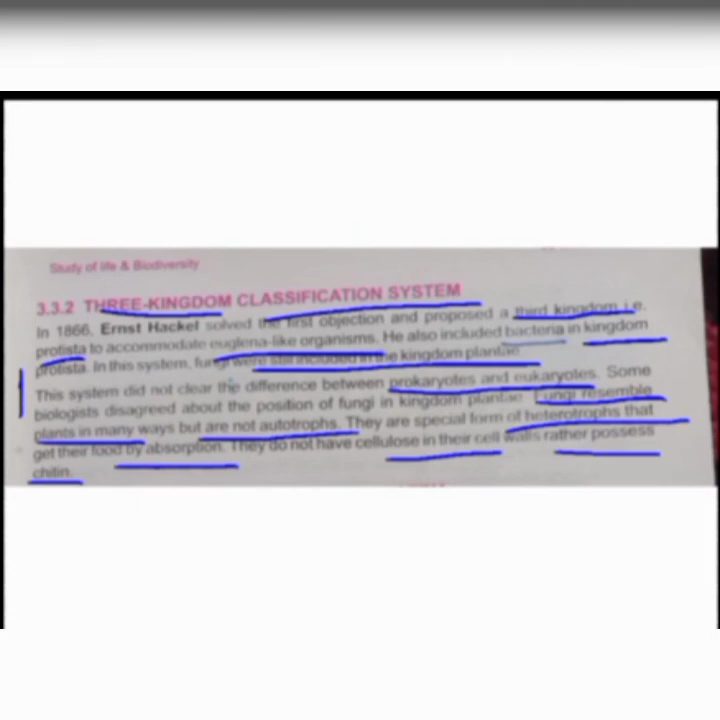 Study of life & Biodiversity
3.3.2 THREE-KINGDOM CLASSIFICATION SYSTEM
In 1866, Ernst Hackel solved the first objection and proposed a third kingdom i.e.
protista to accommodate euglena-like organisms. He also included bacteria in kingdom
protista. In this system, fungi were still included in the kingdom plantae
This system did not clear the difference between prokaryotes and eukaryotes. Some
biologists disagreed about the position of fungi in kingdom plantae Fungi resemble
plants in many ways but are not autotrophs. They are special form of heterotrophs that
get their food by absorption. They do not have cellulose in their cell walls rather possess
chitin.